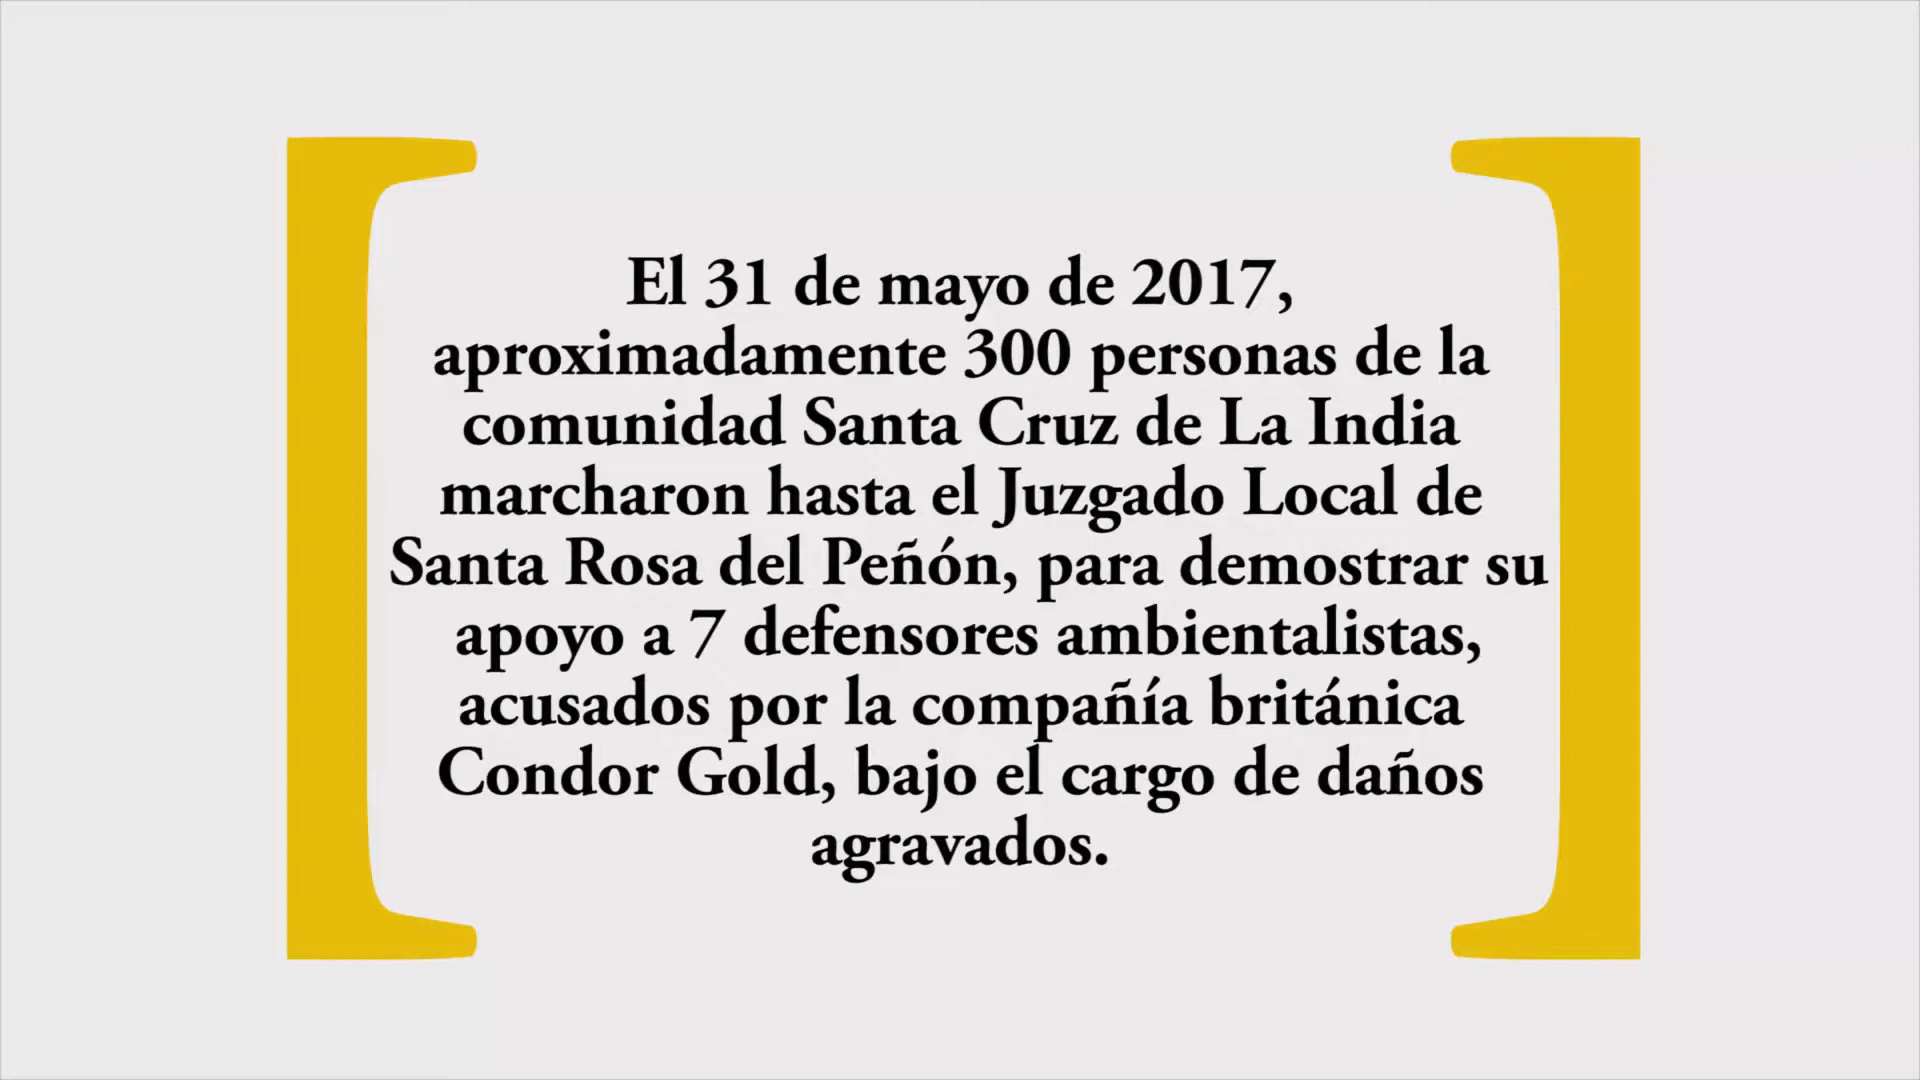 El 31 de mayo de 2017,
aproximadamente 300 personas de la
comunidad Santa Cruz de La India
marcharon hasta el Juzgado Local de
Santa Rosa del Peñón, para demostrar su
apoyo a 7 defensores ambientalistas,
acusados por la compañía británica
Condor Gold, bajo el cargo de daños
agravados.